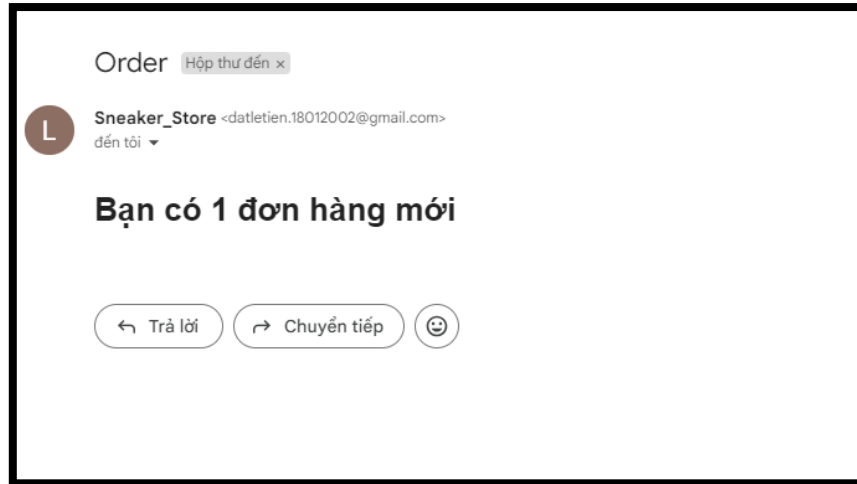 Order Hộp thư đến ×
L
Sneaker_Store <datletien.18012002@gmail.com>
đến tôi
Bạn có 1 đơn hàng mới
Trả lời Chuyển tiếp